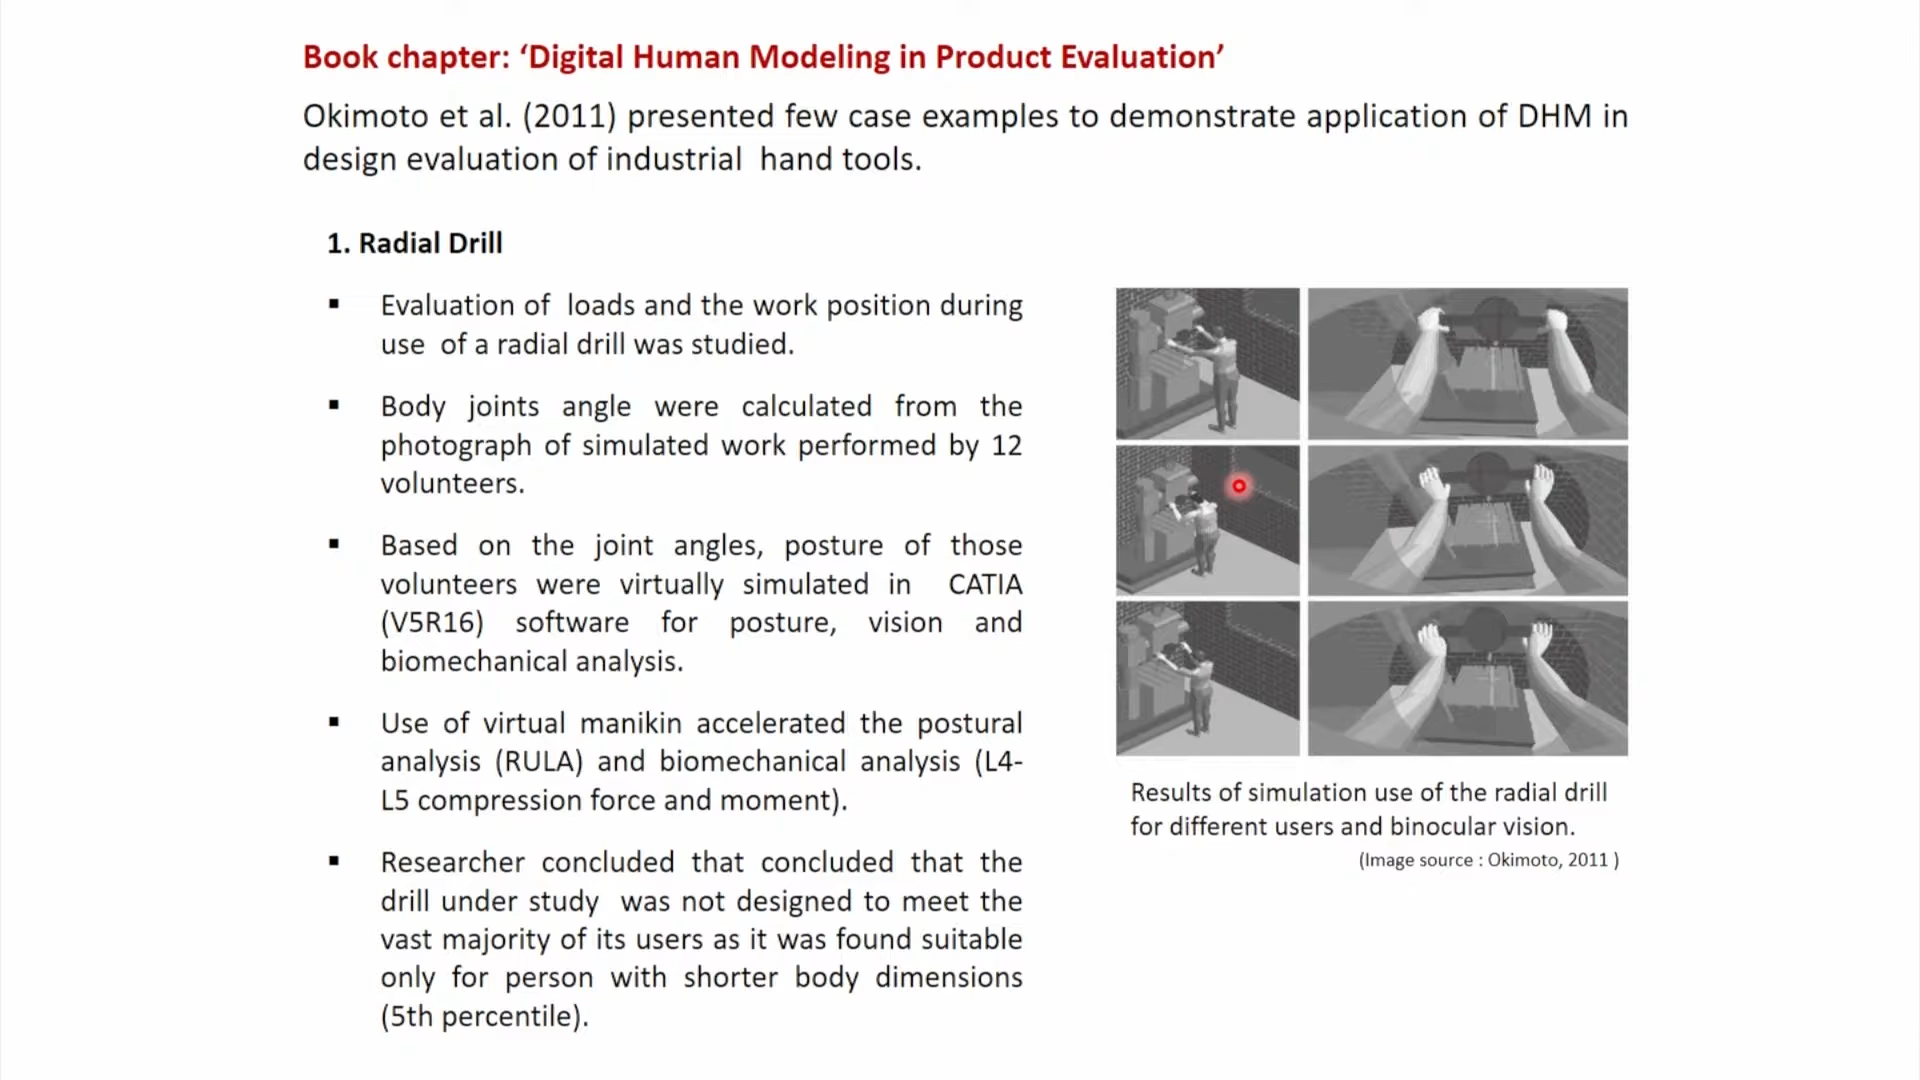 Book chapter: ‘Digital Human Modeling in Product Evaluation’
Okimoto et al. (2011) presented few case examples to demonstrate application of DHM in
design evaluation of industrial hand tools.
1. Radial Drill
▪ Evaluation of loads and the work position during
use of a radial drill was studied.
▪ Body joints angle were calculated from the
photograph of simulated work performed by 12
volunteers.
▪ Based on the joint angles, posture of those
volunteers were virtually simulated in CATIA
(V5R16) software for posture, vision and
biomechanical analysis.
▪ Use of virtual manikin accelerated the postural
analysis (RULA) and biomechanical analysis (L4-
L5 compression force and moment).
▪ Researcher concluded that concluded that the
drill under study was not designed to meet the
vast majority of its users as it was found suitable
only for person with shorter body dimensions
(5th percentile).
Results of simulation use of the radial drill
for different users and binocular vision.
(Image source : Okimoto, 2011 )